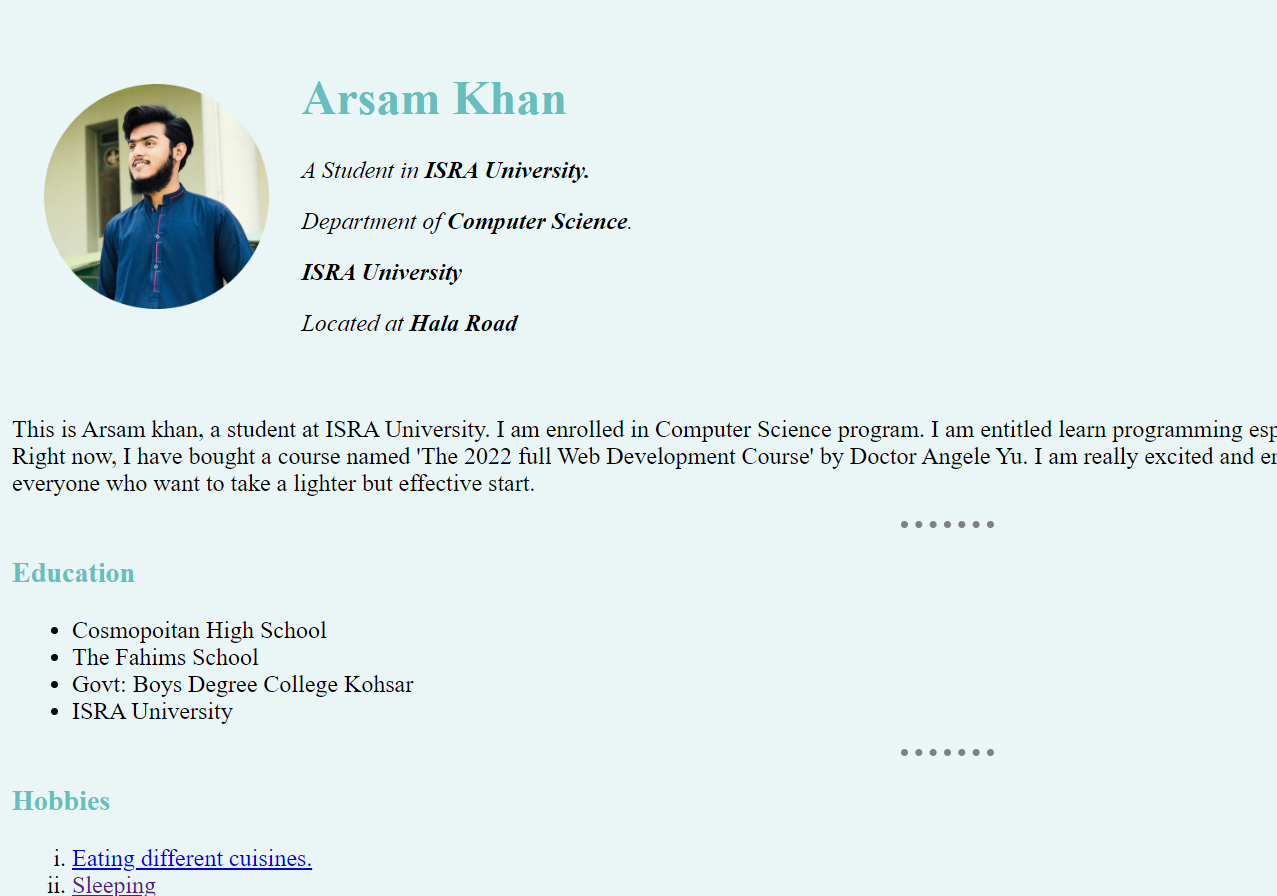 Arsam Khan
A Student in ISRA University.
Department of Computer Science.
ISRA University
Located at Hala Road
This is Arsam khan, a student at ISRA University. I am enrolled in Computer Science program. I am entitled learn programming esp
Right now, I have bought a course named 'The 2022 full Web Development Course' by Doctor Angele Yu. I am really excited and en
everyone who want to take a lighter but effective start.
Education
• Cosmopoitan High School
• The Fahims School
• Govt: Boys Degree College Kohsar
• ISRA University
Hobbies
i. Eating different cuisines.
ii. Sleeping